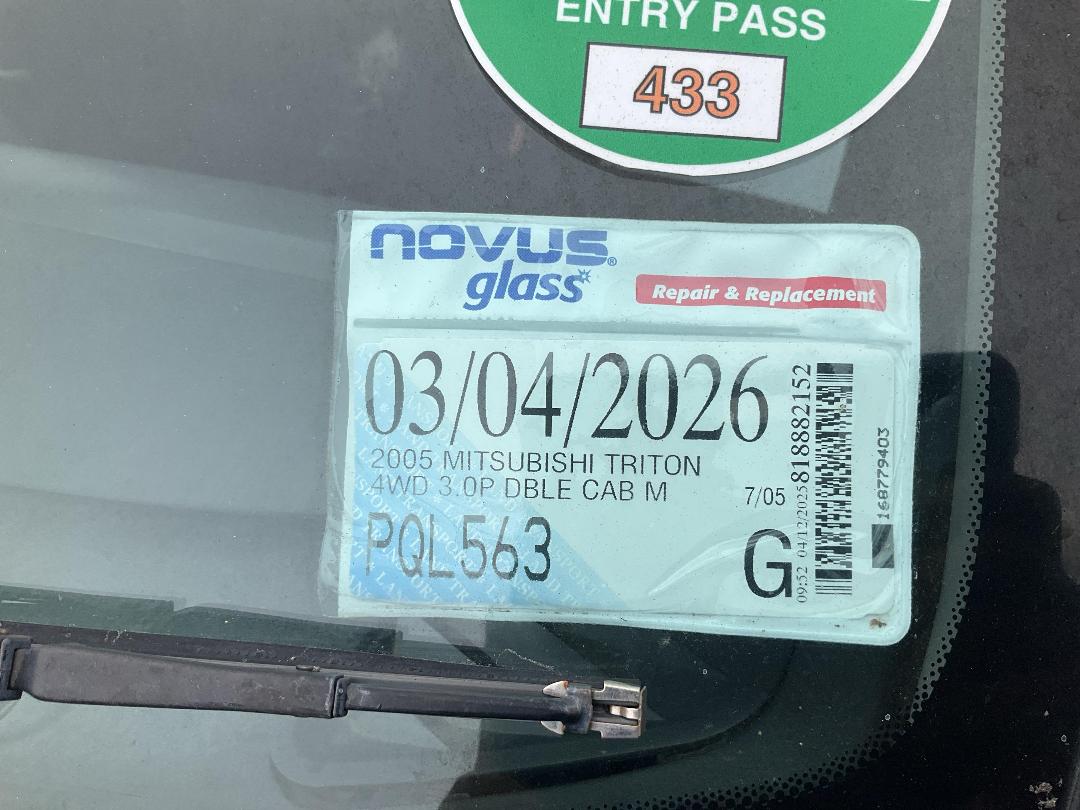 ENTRY PASS
433
novus®
glass
Repair & Replacement
03/04/2026
2005 MITSUBISHI TRITON
4WD 3.0P DBLE CAB M
7/05
PQL563
G
09:52 04/12/2025 818882152
168779403